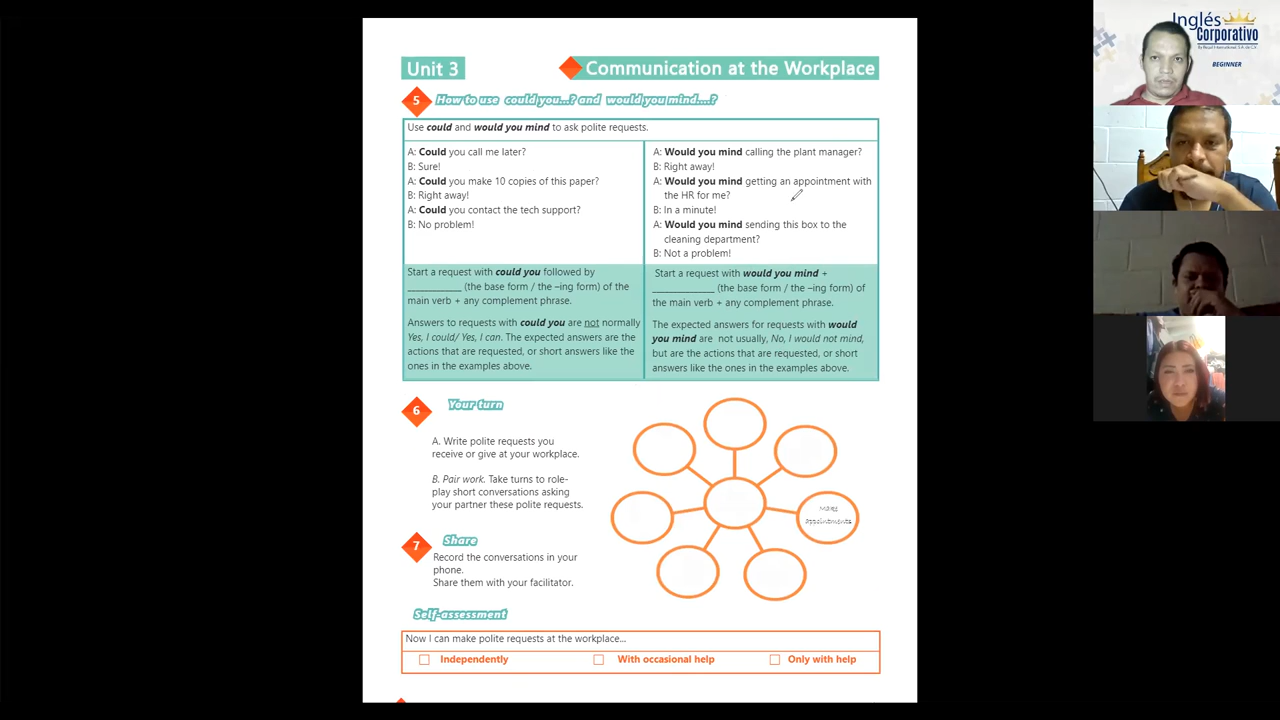 Unit 3
Communication at the Workplace
5
How to use could you...? and would you mind....?
Use could and would you mind to ask polite requests.
A: Could you call me later?
B: Sure!
A: Could you make 10 copies of this paper?
B: Right away!
A: Could you contact the tech support?
B: No problem!
A: Would you mind calling the plant manager?
B: Right away!
A: Would you mind getting an appointment with
the HR for me?
B: In a minute!
A: Would you mind sending this box to the
cleaning department?
B: Not a problem!
Start a request with could you followed by
___________ (the base form / the –ing form) of the
main verb + any complement phrase.
Answers to requests with could you are not normally
Yes, I could/ Yes, I can. The expected answers are the
actions that are requested, or short answers like the
ones in the examples above.
Start a request with would you mind +
_____________ (the base form / the –ing form) of
the main verb + any complement phrase.
The expected answers for requests with would
you mind are not usually, No, I would not mind,
but are the actions that are requested, or short
answers like the ones in the examples above.
6
Your turn
A. Write polite requests you
receive or give at your workplace.
B. Pair work. Take turns to role-
play short conversations asking
your partner these polite requests.
Make
appointments
7
Share
Record the conversations in your
phone.
Share them with your facilitator.
Self-assessment
Now I can make polite requests at the workplace...
Independently
With occasional help
Only with help
Inglés
Corporativo
BEGINNER